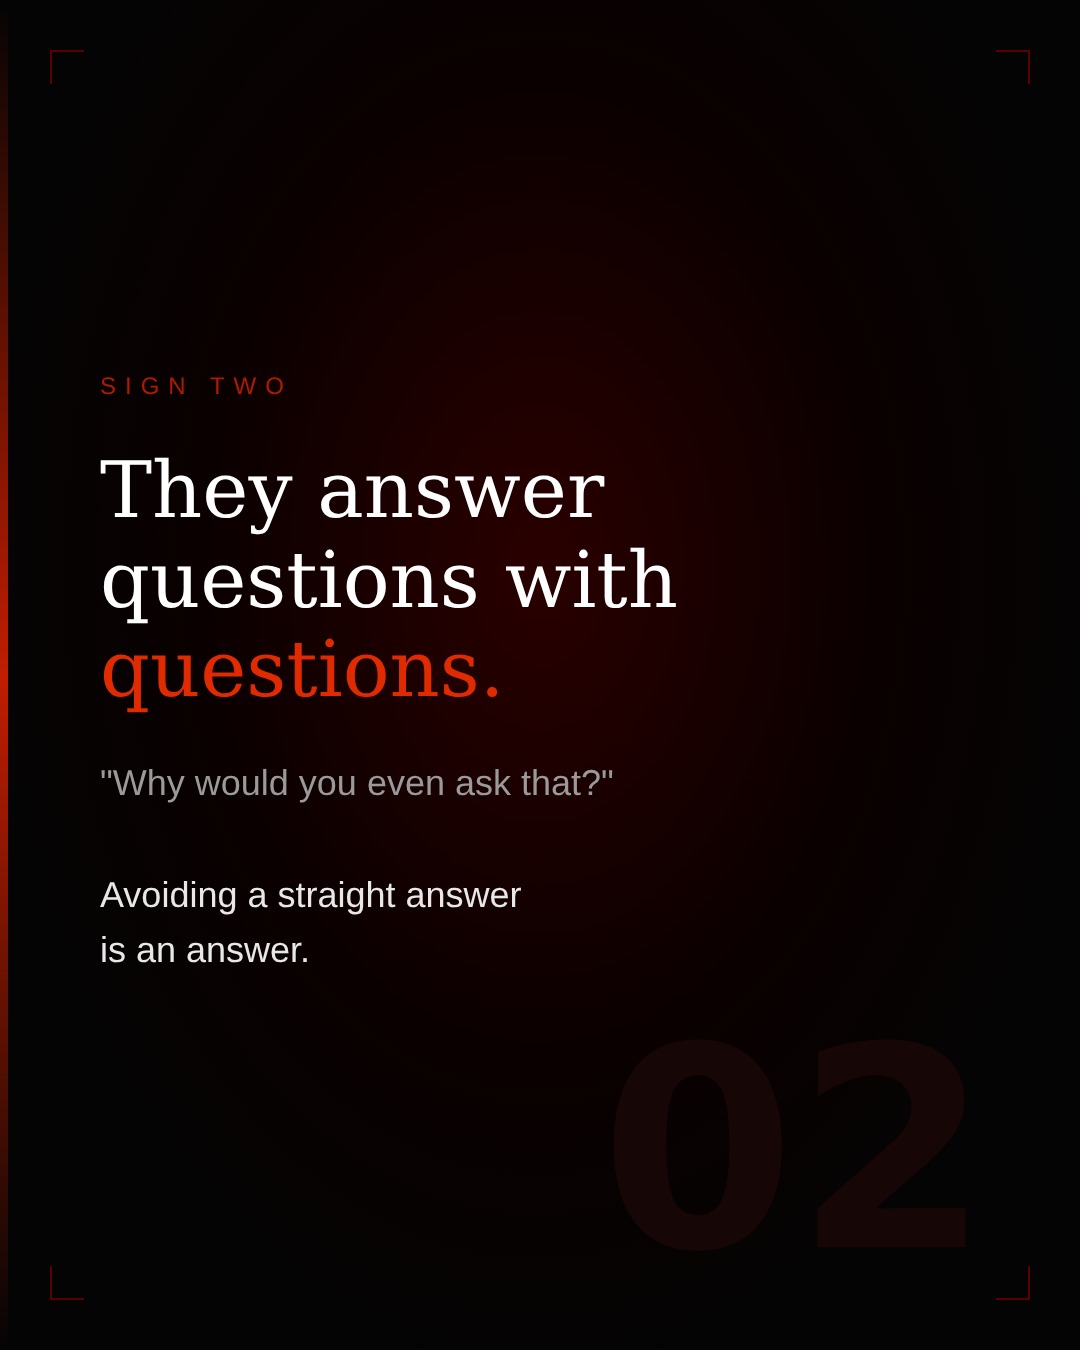 SIGN TWO
They answer
questions with
questions.
"Why would you even ask that?"
Avoiding a straight answer
is an answer.
02